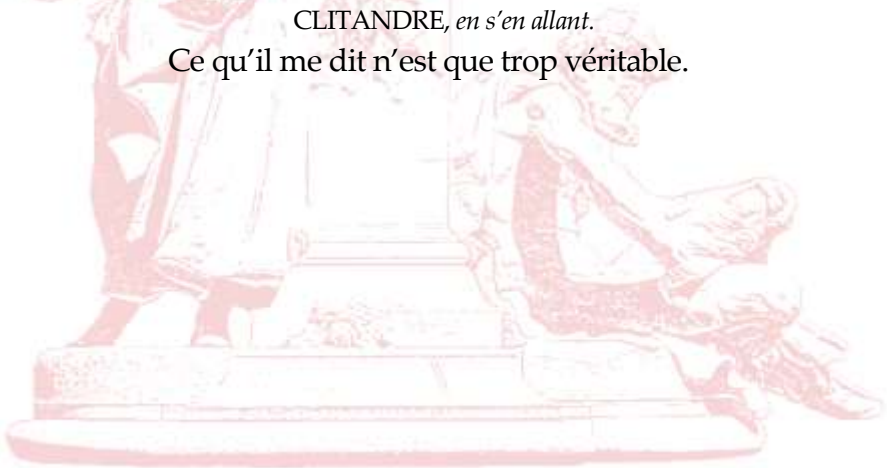 CLITANDRE, en s’en allant.
Ce qu’il me dit n’est que trop véritable.